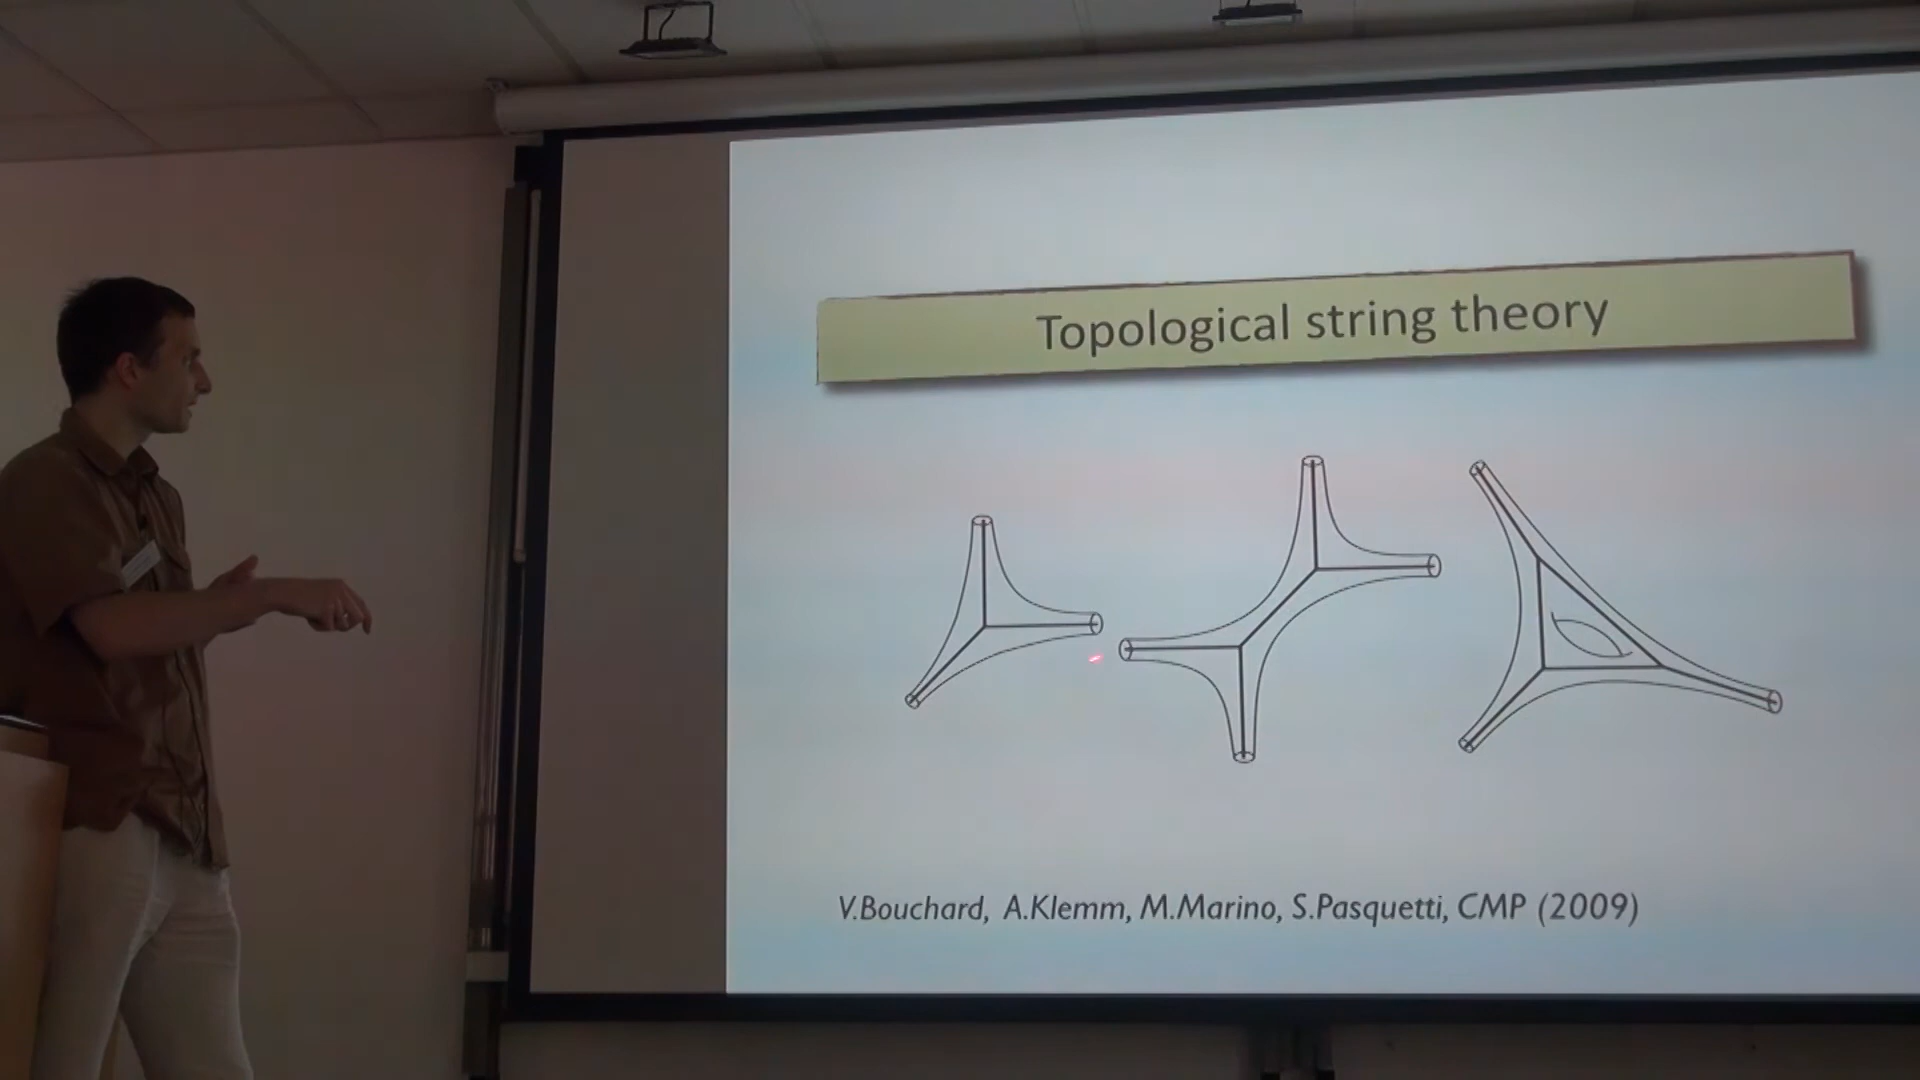 Topological string theory
V.Bouchard, A.Klemm, M.Marino, S.Pasquetti, CMP (2009)